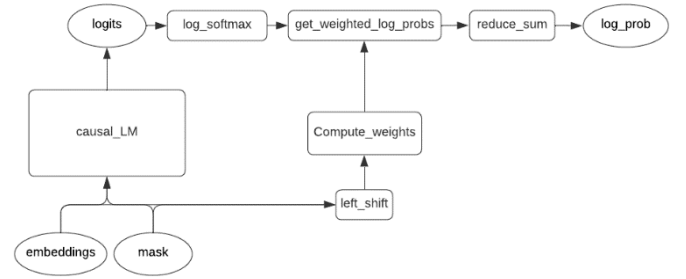 logits
log_softmax
get_weighted_log_probs
reduce_sum
log_prob
causal_LM
Compute_weights
left_shift
embeddings
mask